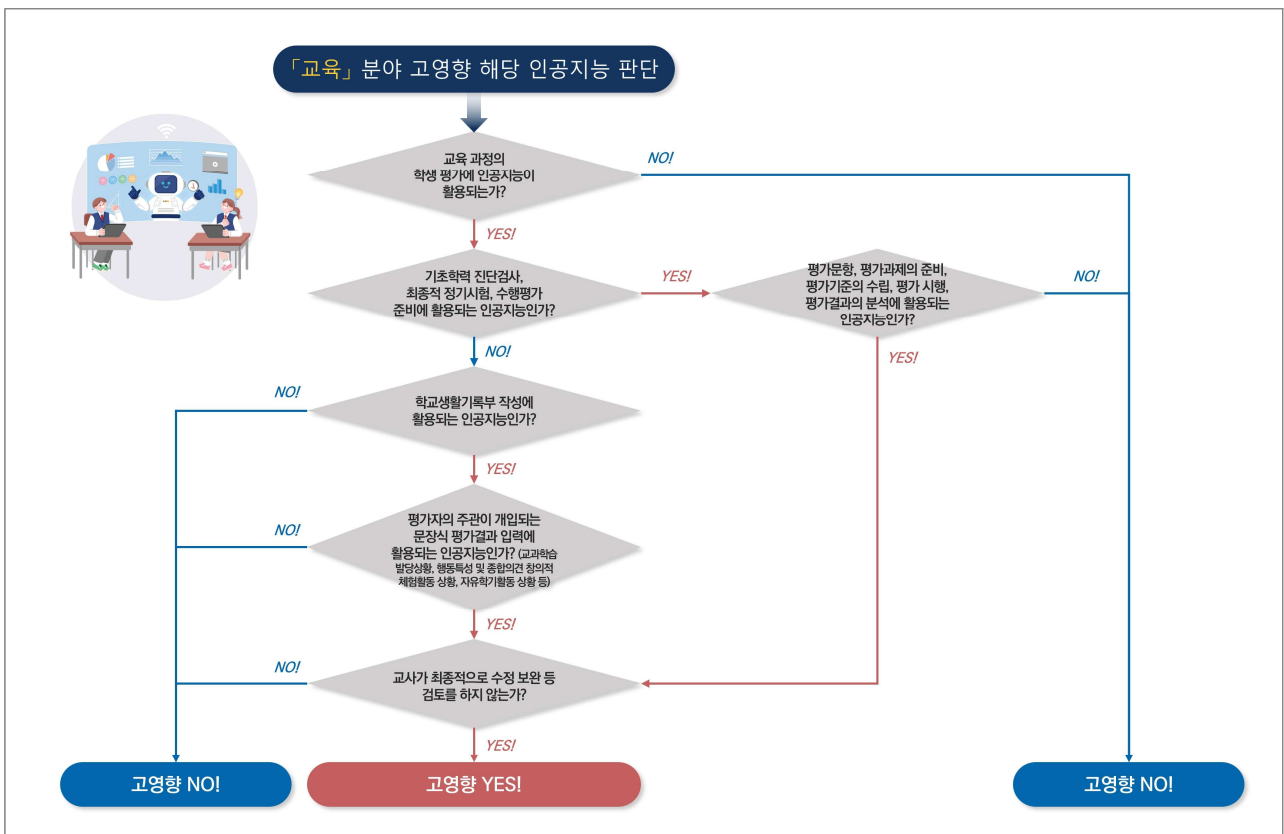 「교육」 분야 고영향 해당 인공지능 판단
교육 과정의
학생 평가에 인공지능이
활용되는가?
NO!
YES!
기초학력 진단검사,
최종적 정기시험, 수행평가
준비에 활용되는 인공지능인가?
YES!
평가문항, 평가과제의 준비,
평가기준의 수립, 평가 시행,
평가결과의 분석에 활용되는
인공지능인가?
NO!
NO!
YES!
NO!
학교생활기록부 작성에
활용되는 인공지능인가?
YES!
NO!
평가자의 주관이 개입되는
문장식 평가결과 입력에
활용되는 인공지능인가? (교과학습
발당상황, 행동특성 및 종합의견 창의적
체험활동 상황, 자유학기활동 상황 등)
YES!
NO!
교사가 최종적으로 수정 보완 등
검토를 하지 않는가?
YES!
고영향 NO!
고영향 YES!
고영향 NO!